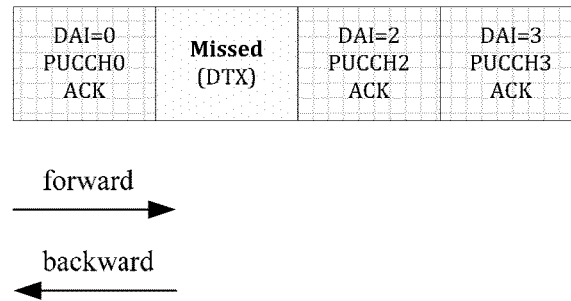 DAI=0
PUCCH0
ACK
Missed
(DTX)
DAI=2
PUCCH2
ACK
DAI=3
PUCCH3
ACK
forward
backward